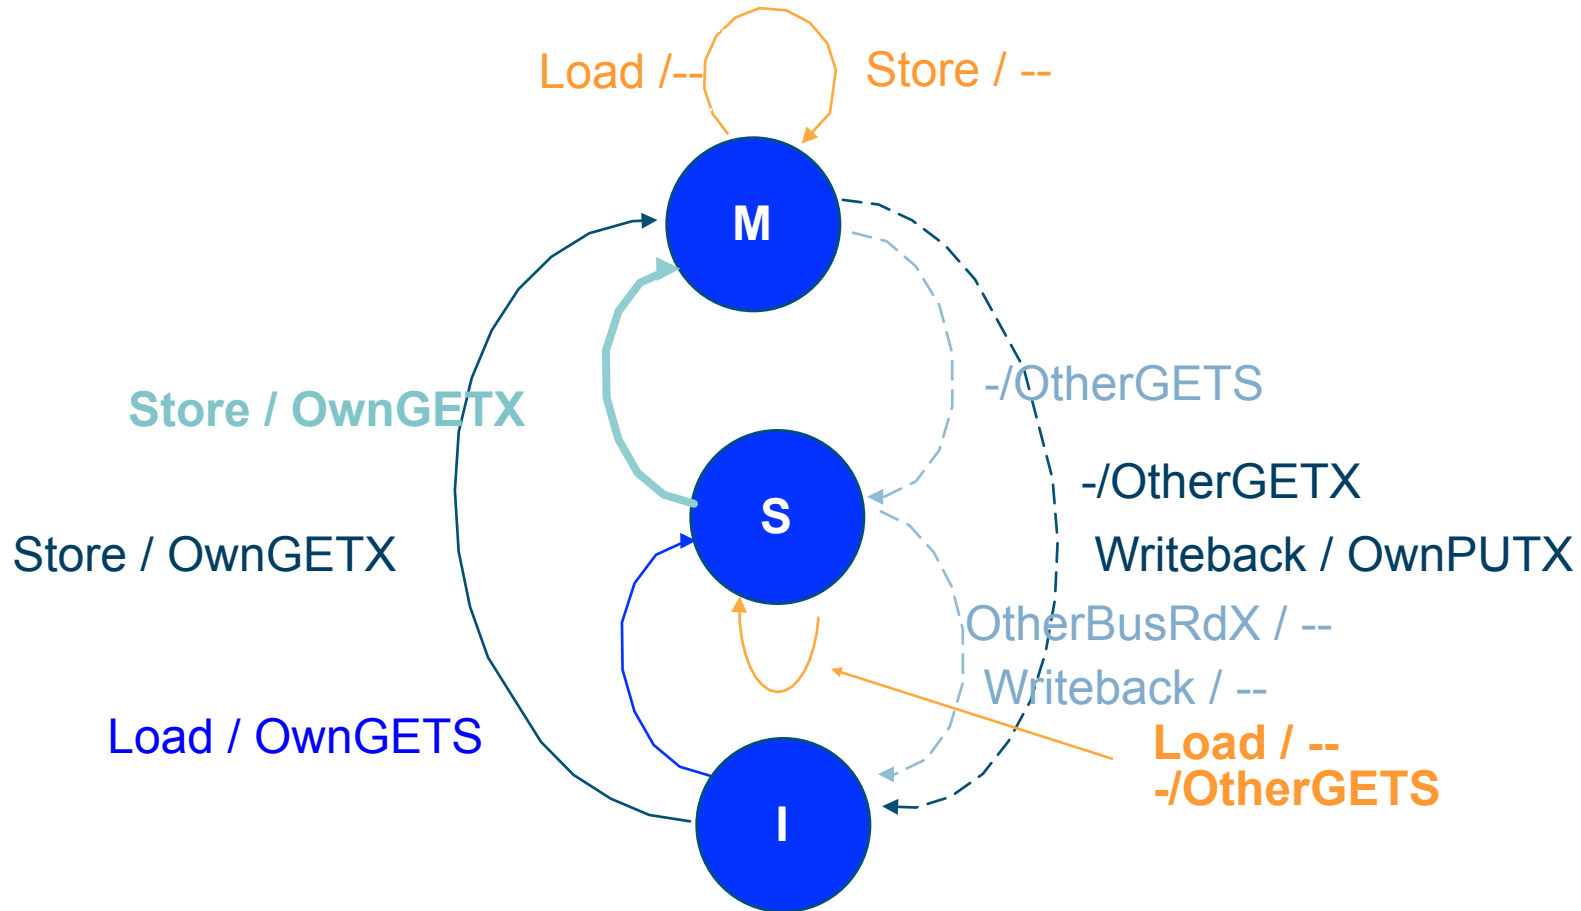 Load /--
Store / --
M
-/OtherGETS
Store / OwnGETX
-/OtherGETX
S
Store / OwnGETX
Writeback / OwnPUTX
OtherBusRdX / --
Writeback / --
Load / OwnGETS
Load / --
-/OtherGETS
I